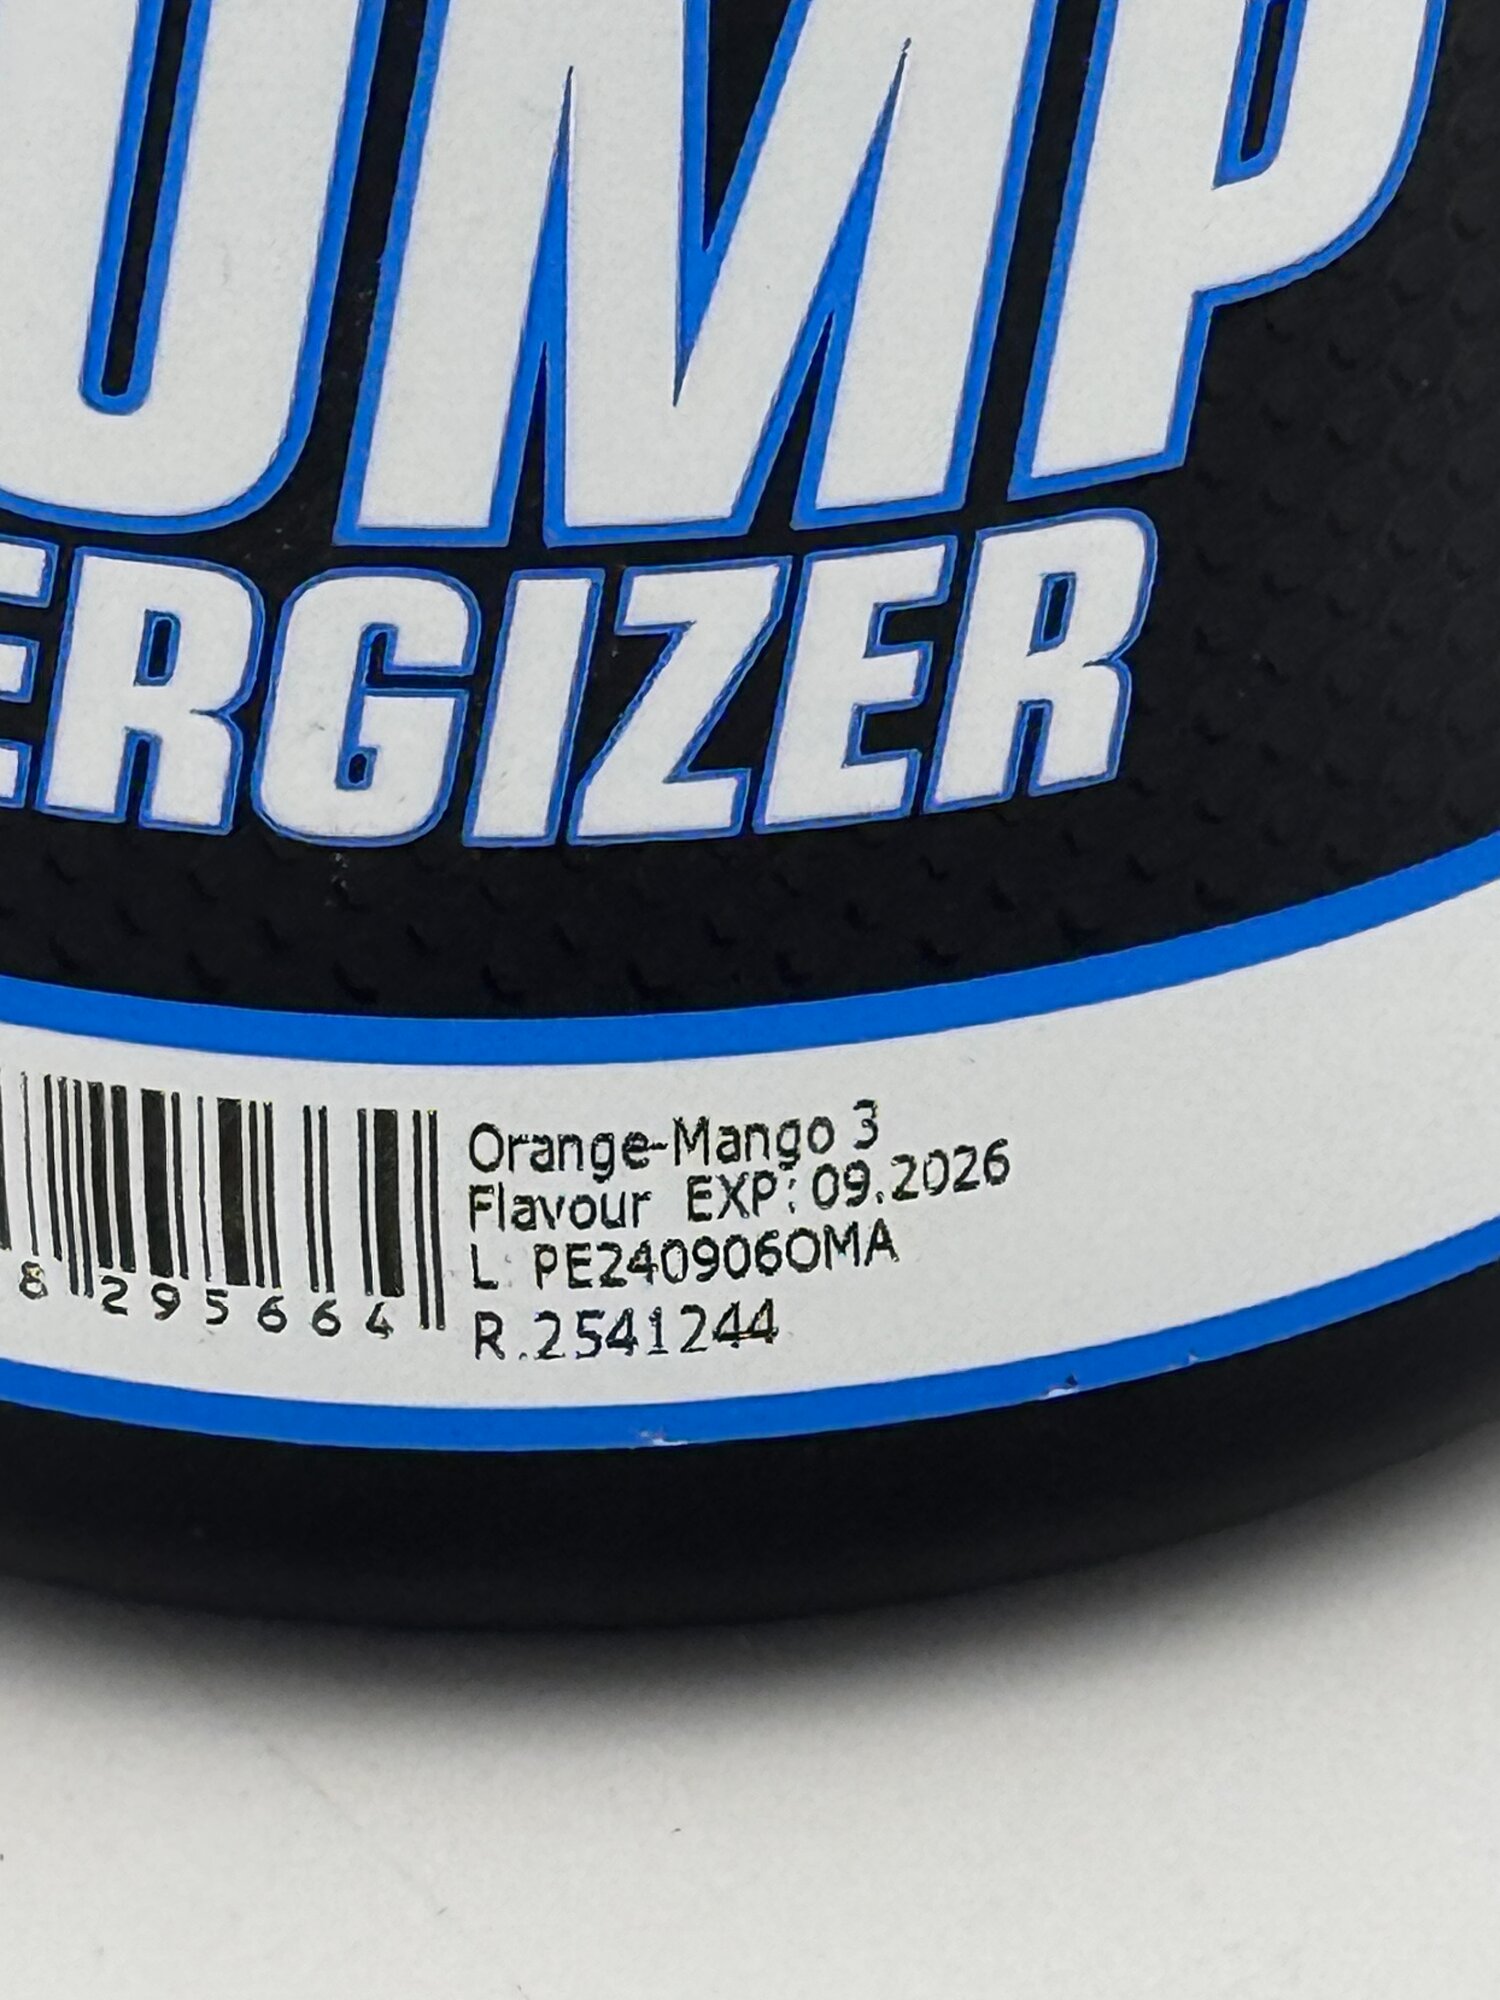 UMP
ERGIZER
Orange-Mango 3
Flavour EXP: 09.2026
L PE2409060MA
R.2541244
8 295664